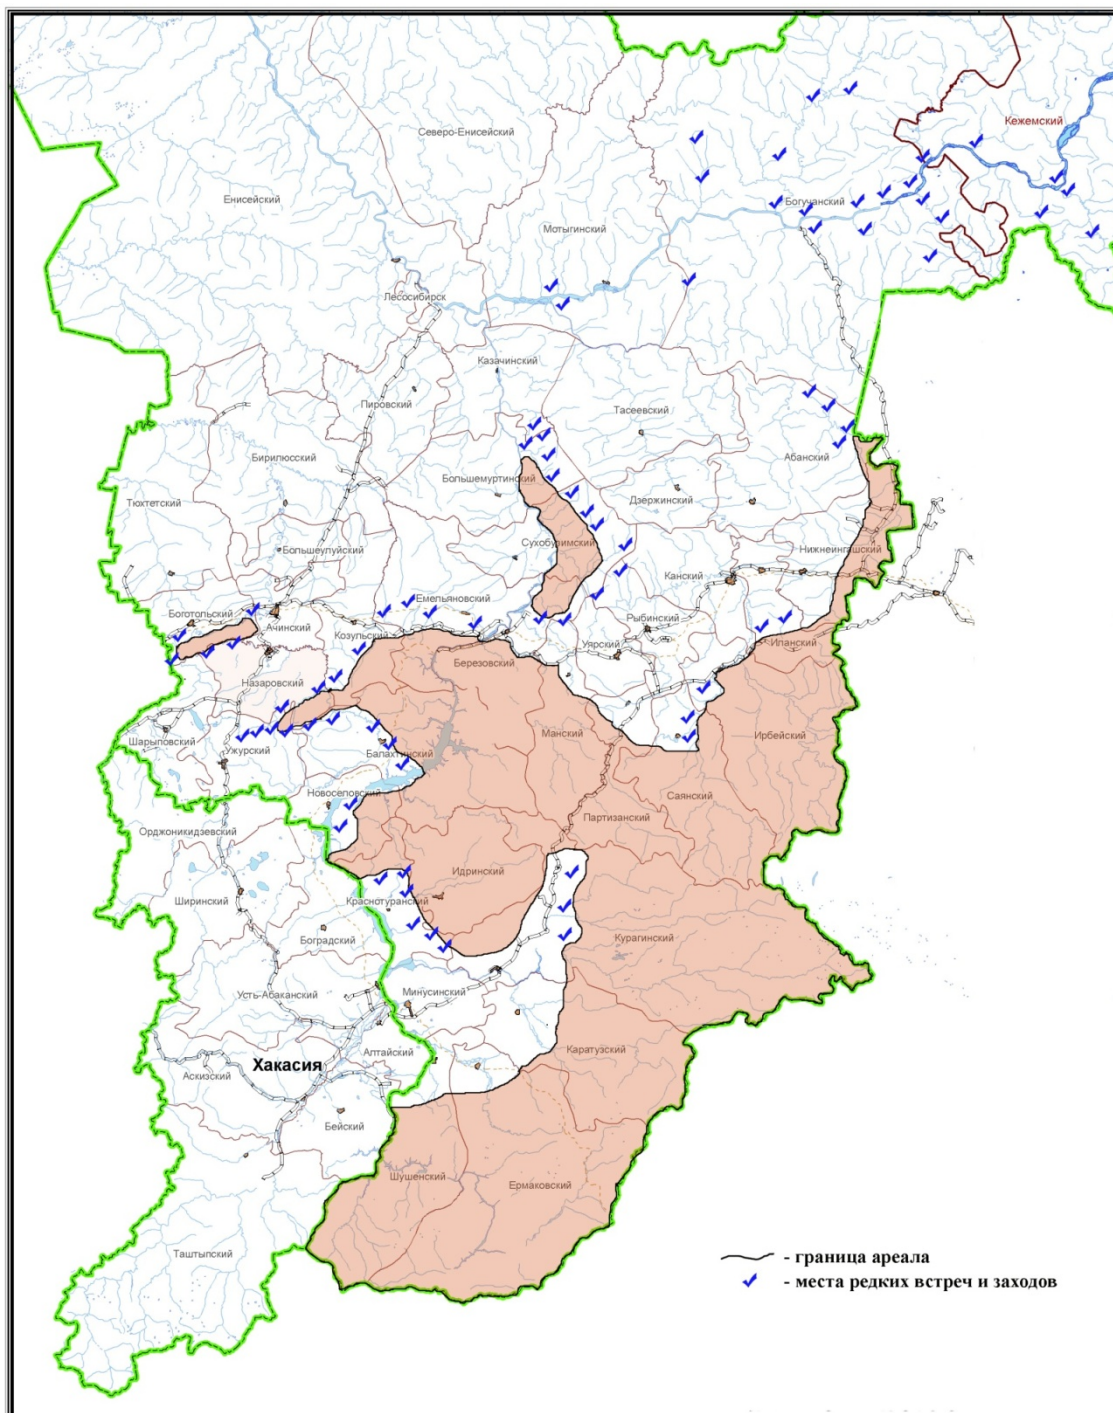 Северо-Енисейский
Кежемский
Енисейский
Богучанский
Мотыгинский
Лесосибирск
Казачинский
Пировский
Тасеевский
Бирилюсский
Абанский
Большемуртинский
Тюхтетский
Дзержинский
Сухобузимский
Большеулуйский
Нижнеингашский
Канский
Емельяновский
Боготольский
Рыбинский
Ачинский
Козульский
Уярский
Иланский
Березовский
Назаровский
Манский
Ирбейский
Шарыповский
Ужурский
Балахтинский
Новоселовский
Саянский
Партизанский
Орджоникидзевский
Идринский
Ширинский
Краснотуранский
Боградский
Курагинский
Усть-Абаканский
Минусинский
Хакасия
Алтайский
Каратузский
Аскизский
Бейский
Шушенский
Ермаковский
Таштыпский
- граница ареала
- места редких встреч и заходов